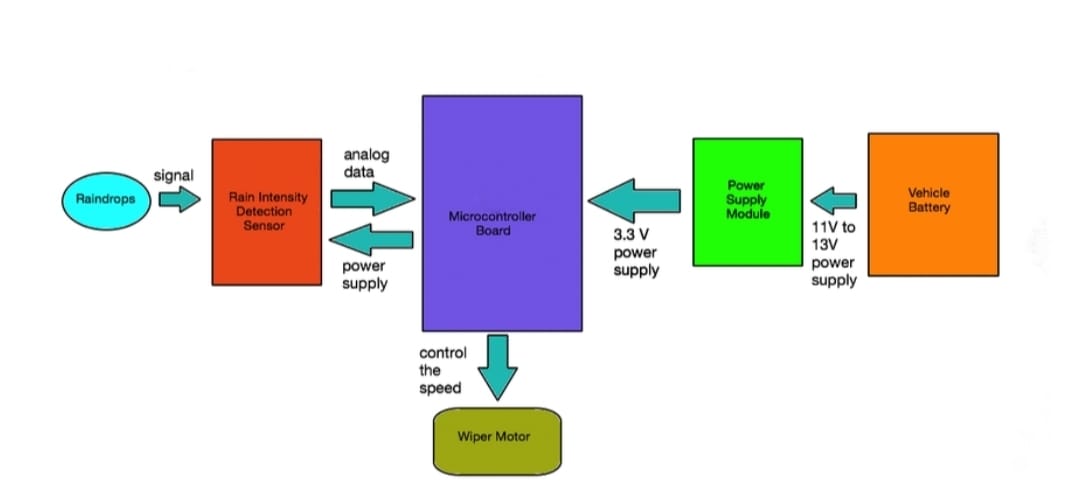 Raindrops
signal
Rain Intensity
Detection
Sensor
analog
data
power
supply
Microcontroller
Board
3.3 V
power
supply
Power
Supply
Module
11V to
13V
power
supply
Vehicle
Battery
control
the
speed
Wiper Motor